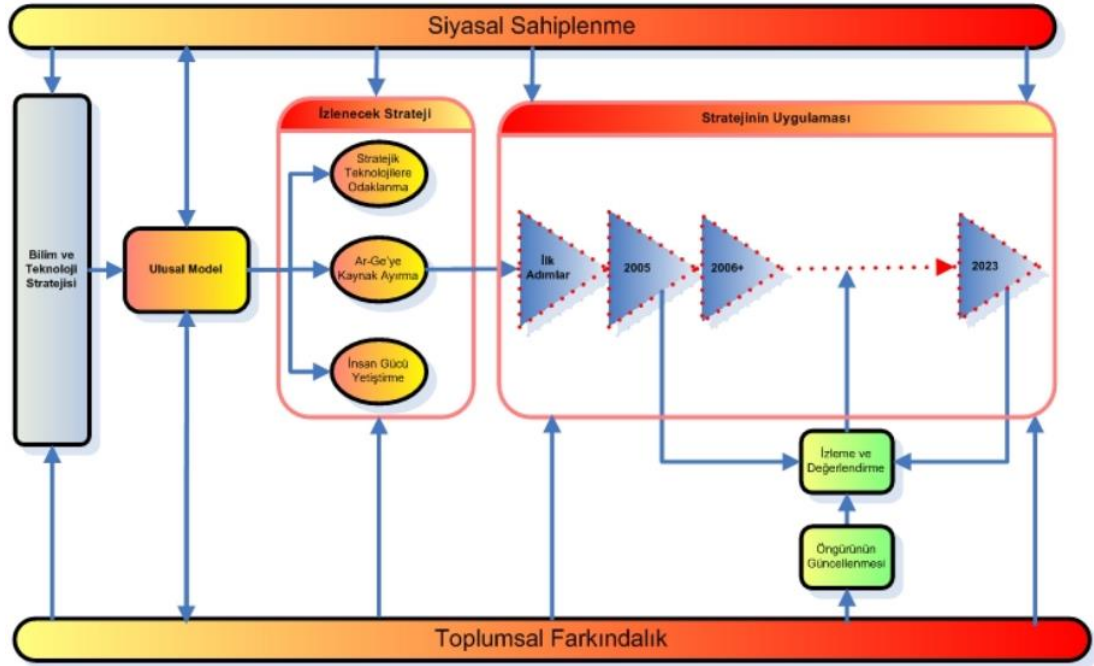 Siyasal Sahiplenme
İzlenecek Strateji
Stratejinin Uygulaması
Stratejik
Teknolojilere
Odaklanma
Bilim ve
Teknoloji
Stratejisi
Ulusal Model
Ar-Ge'ye
Kaynak Ayırma
İlk
Adımlar
2005
2006+
2023
İnsan Gücü
Yetiştirme
İzleme ve
Değerlendirme
Öngürünün
Güncellenmesi
Toplumsal Farkındalık